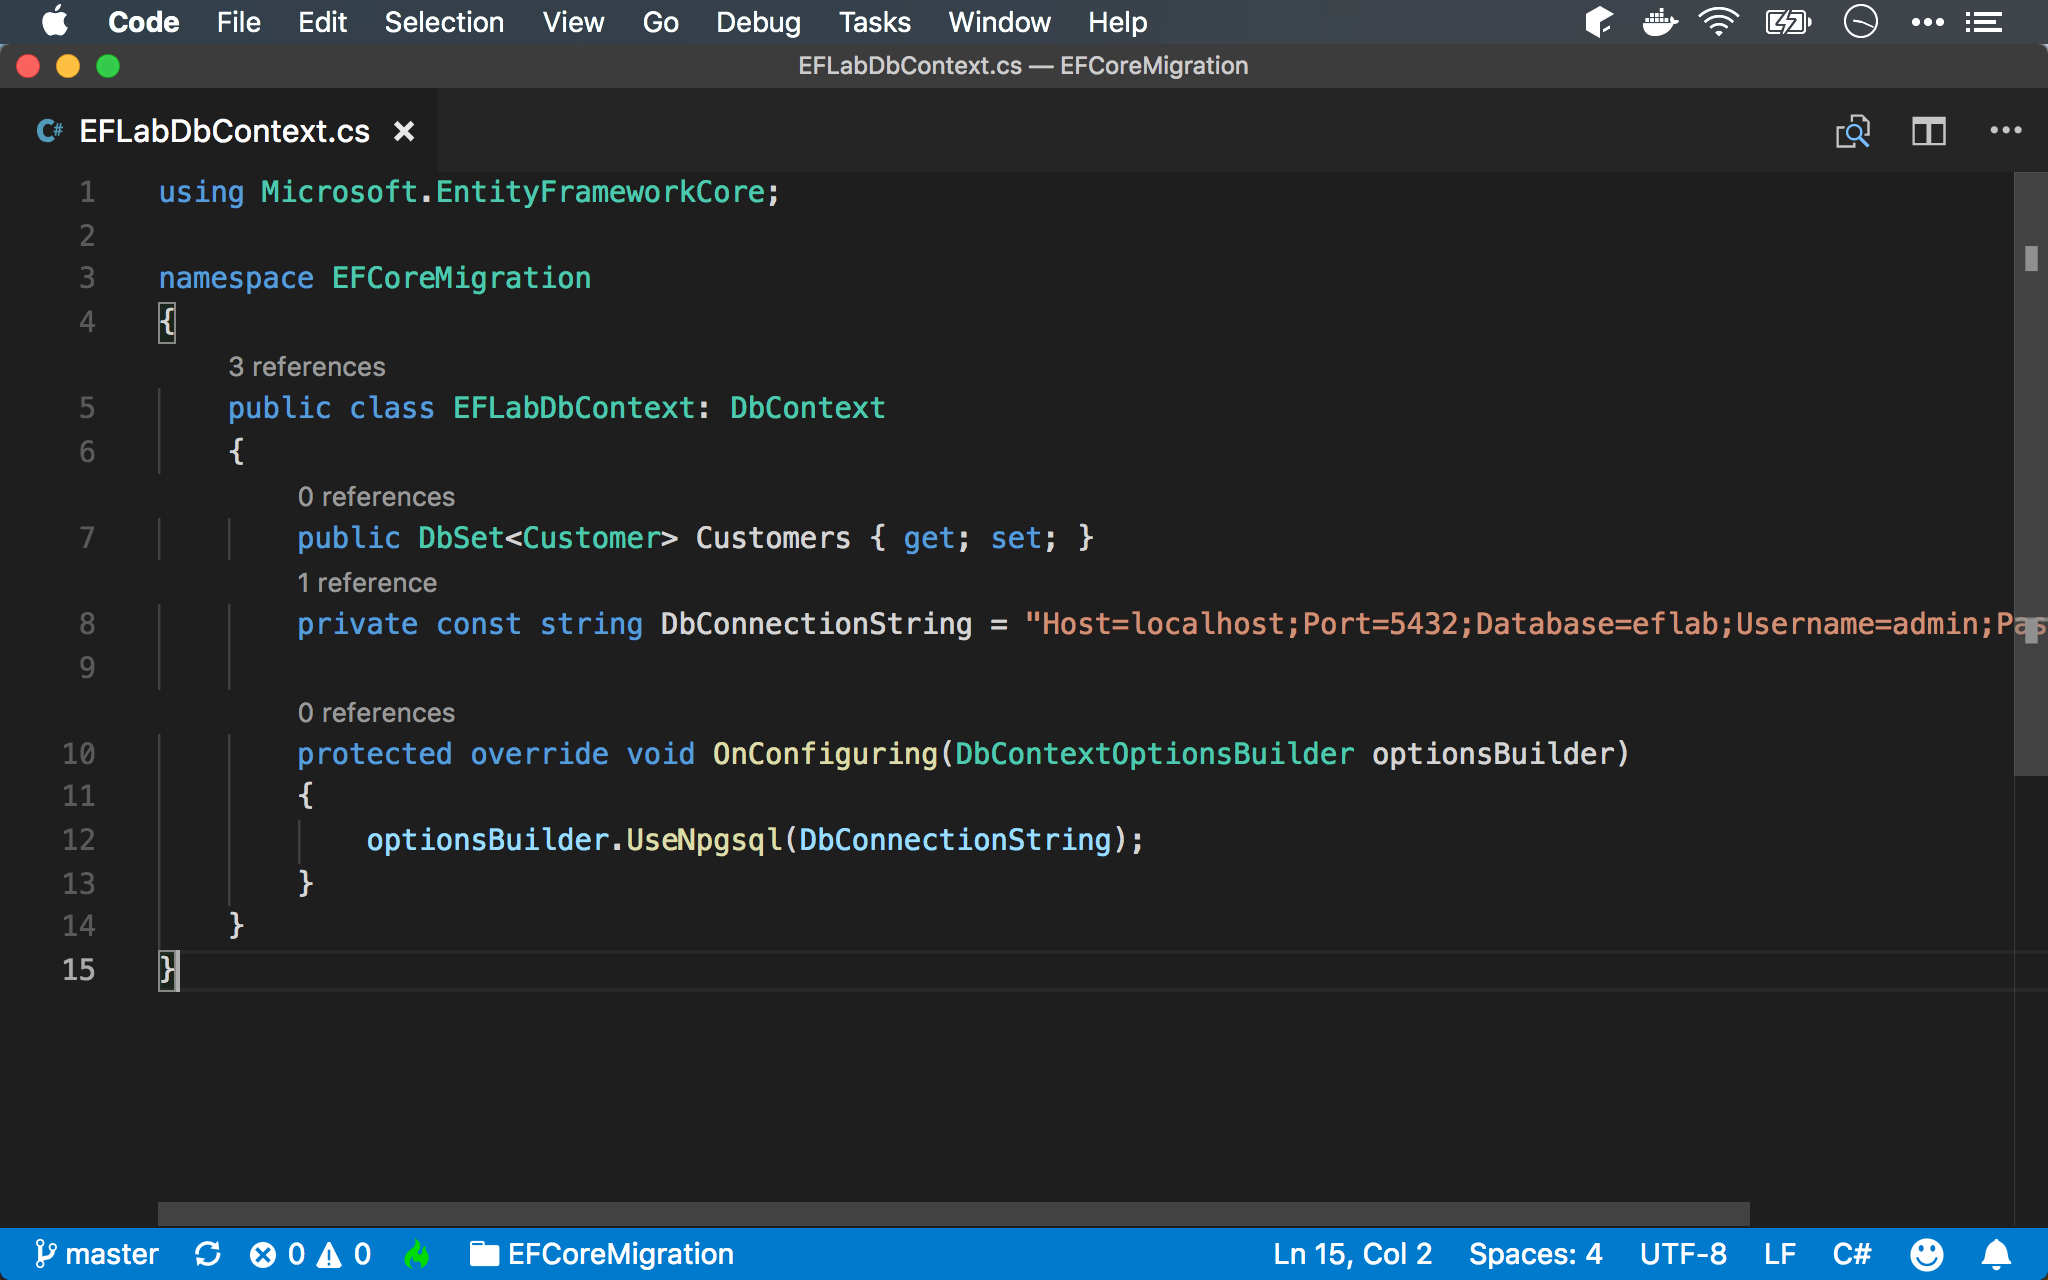 Code File Edit Selection View Go Debug Tasks Window Help
EFLabDbContext.cs — EFCoreMigration
C# EFLabDbContext.cs
1 using Microsoft.EntityFrameworkCore;
2
3 namespace EFCoreMigration
4 {
3 references
5 public class EFLabDbContext: DbContext
6 {
0 references
7 public DbSet<Customer> Customers { get; set; }
1 reference
8 private const string DbConnectionString = "Host=localhost;Port=5432;Database=eflab;Username=admin;Pas
9
0 references
10 protected override void OnConfiguring(DbContextOptionsBuilder optionsBuilder)
11 {
12 optionsBuilder.UseNpgsql(DbConnectionString);
13 }
14 }
15 }
master 0 0 EFCoreMigration Ln 15, Col 2 Spaces: 4 UTF-8 LF C#